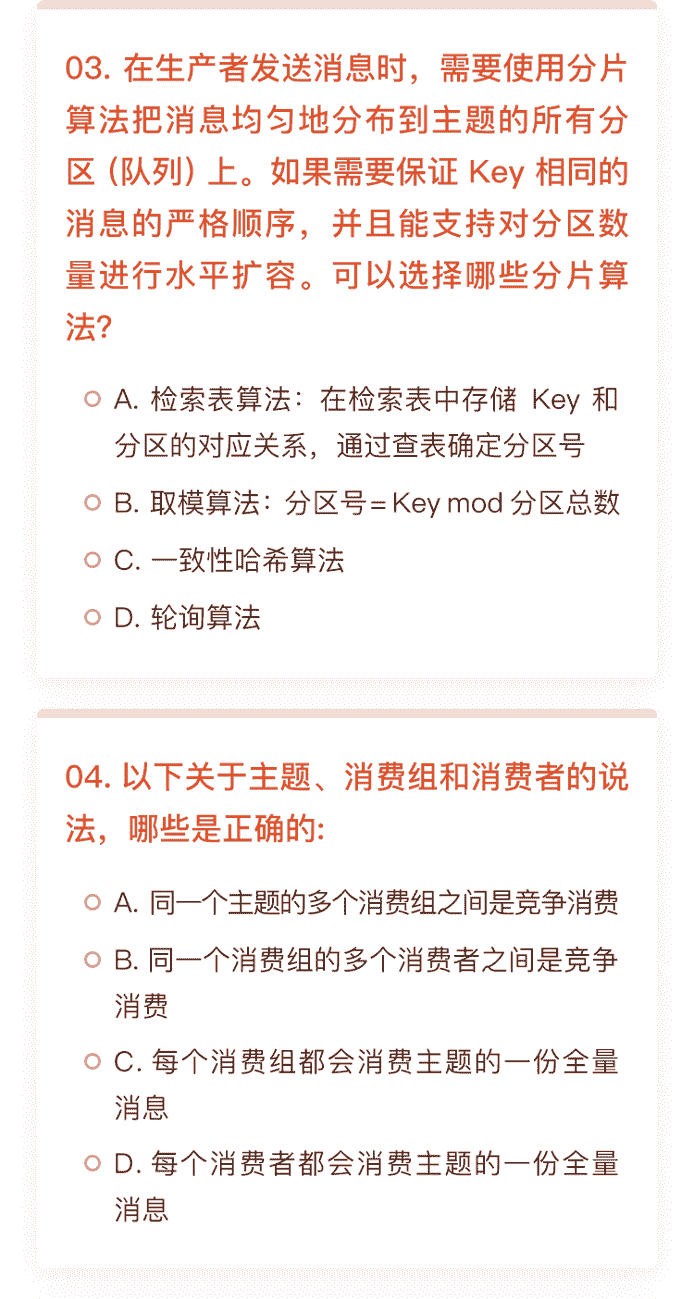 03. 在生产者发送消息时，需要使用分片
算法把消息均匀地分布到主题的所有分
区（队列）上。如果需要保证 Key 相同的
消息的严格顺序，并且能支持对分区数
量进行水平扩容。可以选择哪些分片算
法?
A. 检索表算法：在检索表中存储 Key 和
分区的对应关系，通过查表确定分区号
B. 取模算法：分区号=Key mod 分区总数
C. 一致性哈希算法
D. 轮询算法
04. 以下关于主题、消费组和消费者的说
法，哪些是正确的:
A. 同一个主题的多个消费组之间是竞争消费
B. 同一个消费组的多个消费者之间是竞争
消费
C. 每个消费组都会消费主题的一份全量
消息
D. 每个消费者都会消费主题的一份全量
消息